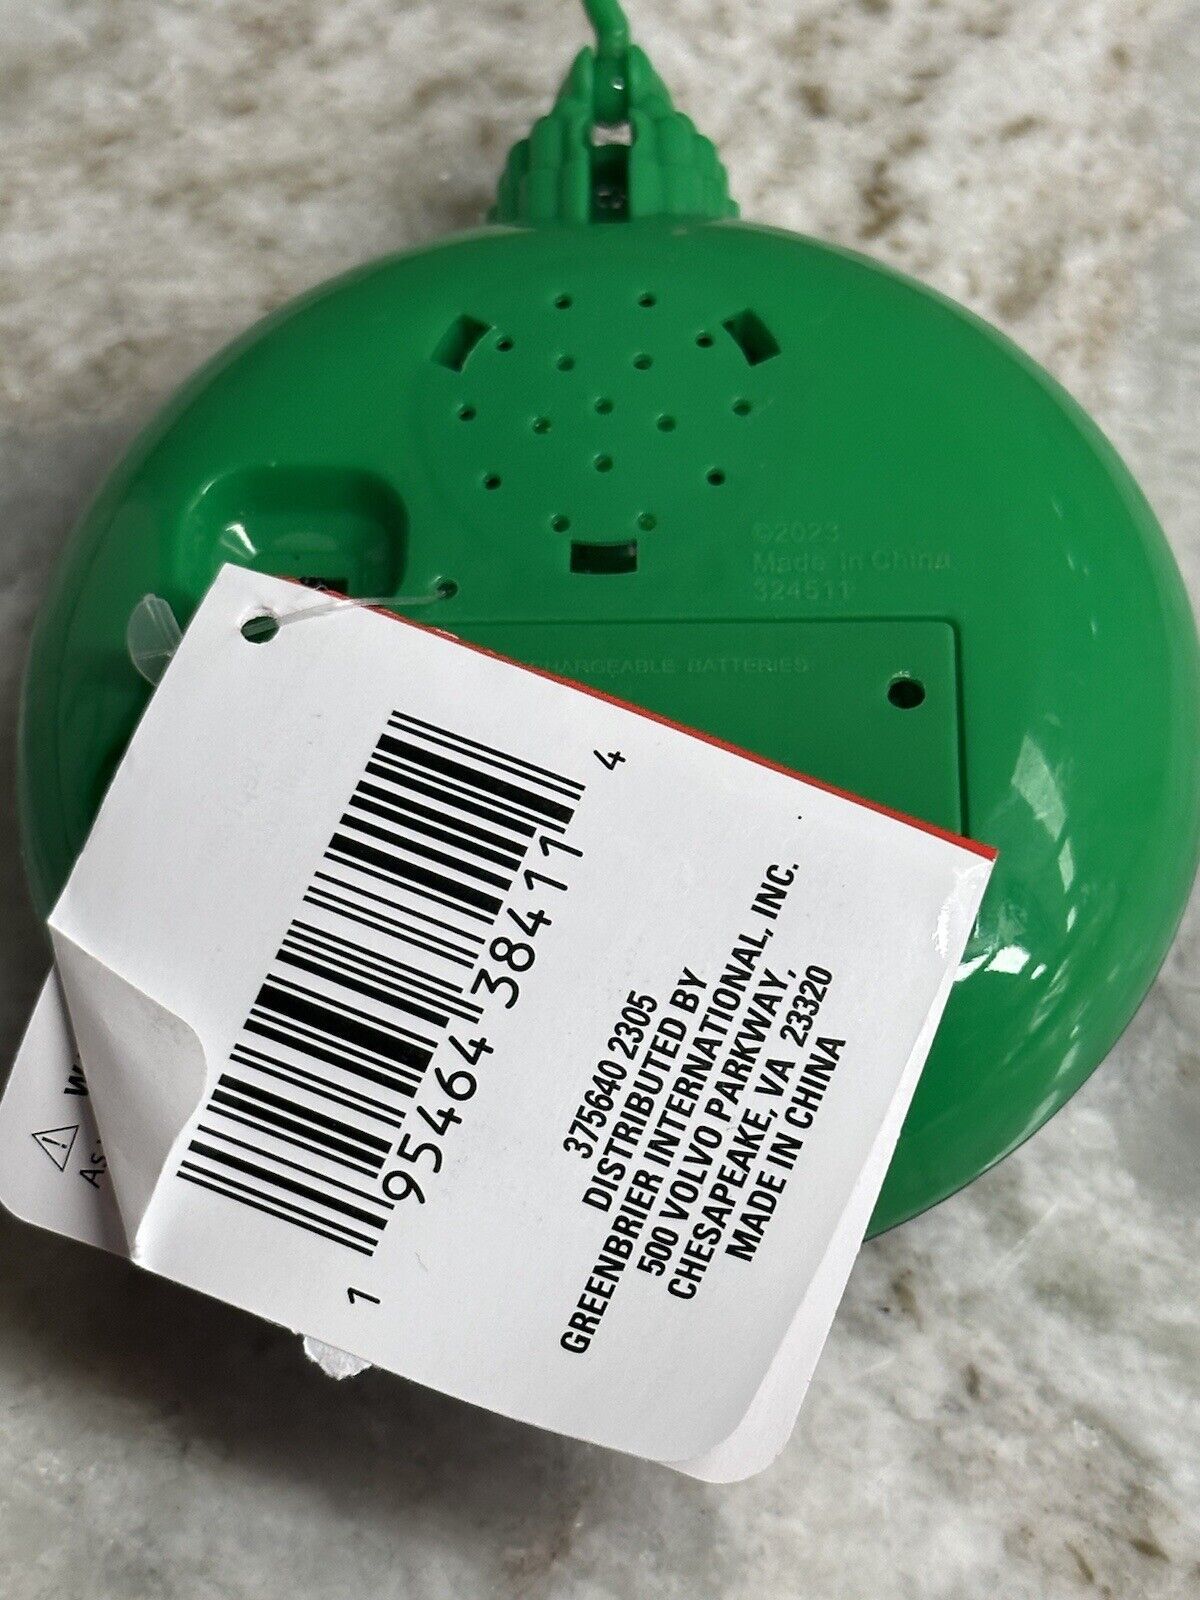 ©2023
Made in China
324511
CHARGEABLE BATTERIES
4
1 95464 38411
375640 2305
DISTRIBUTED BY
GREENBRIER INTERNATIONAL, INC.
500 VOLVO PARKWAY,
CHESAPEAKE, VA 23320
MADE IN CHINA